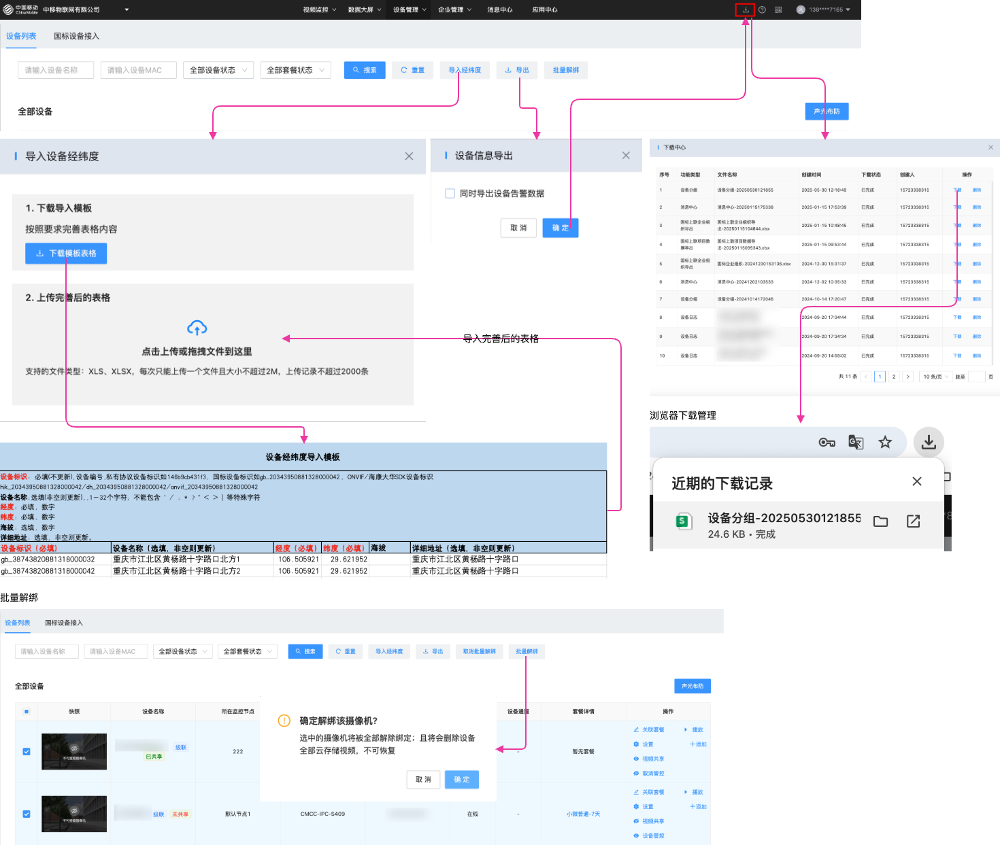 中国移动 China Mobile 中移物联网有限公司 视频监控 数据大屏 设备管理 企业管理 消息中心 应用中心 138****7165
设备列表 国标设备接入
请输入设备名称 请输入设备MAC 全部设备状态 全部套餐状态 搜索 重置 导入经纬度 导出 批量解绑
全部设备 声光布防
导入设备经纬度
1. 下载导入模板
按照要求完善表格内容
下载模板表格
2. 上传完善后的表格
点击上传或拖拽文件到这里
支持的文件类型：XLS、XLSX，每次只能上传一个文件且大小不超过2M，上传记录不超过2000条
设备信息导出
同时导出设备告警数据
取 消 确 定
导入完善后的表格
下载中心
序号 功能类型 文件名称 创建时间 下载状态 创建人 操作
1 设备分组 设备分组-20250530121855 2025-05-30 12:18:49 已完成 15723338315 下载 删除
2 消息中心 消息中心-20250115175338 2025-01-15 17:53:39 已完成 15723338315 下载 删除
3 国标上联企业组织导出 国标上联企业组织导出-20250115104844.xlsx 2025-01-15 10:48:45 已完成 15723338315 下载 删除
4 国标上联项目数据导出 国标上联项目数据导出-20250115095343.xlsx 2025-01-15 09:53:44 已完成 15723338315 下载 删除
5 国标上联企业组织导出 国标企业组织-20241230153136.xlsx 2024-12-30 15:31:37 已完成 15723338315 下载 删除
6 消息中心 消息中心-20241202103533 2024-12-02 10:35:33 已完成 15723338315 下载 删除
7 设备分组 设备分组-20241014172046 2024-10-14 17:20:47 已完成 15723338315 下载 删除
8 设备日志 2024-09-20 17:34:44 已完成 15723338315 下载 删除
9 设备日志 2024-09-20 17:34:34 已完成 15723338315 下载 删除
10 设备日志 2024-09-20 14:59:02 已完成 15723338315 下载 删除
共 11 条 < 1 2 > 10 条/页 跳至 页
浏览器下载管理
近期的下载记录
设备分组-20250530121855
24.6 KB • 完成
设备经纬度导入模板
设备标识：必填(不更新),设备编号,私有协议设备标识如146b9cb431f3，国标设备标识如gb_20343950881328000042，ONVIF/海康大华SDK设备标识
hik_20343950881328000042/dh_20343950881328000042/onvif_20343950881328000042
设备名称:选填(非空则更新),,1－32个字符，不能包含 ' / : * ? " < > | 等特殊字符
经度：必填，数字
纬度：必填，数字
海拔：选填，数字
详细地址：选填，非空则更新。
设备标识（必填） 设备名称（选填，非空则更新） 经度（必填） 纬度（必填） 海拔 详细地址（选填，非空则更新）
gb_38743820881318000032 重庆市江北区黄杨路十字路口北方1 106.505921 29.621952 重庆市江北区黄杨路十字路口
gb_38743820881318000042 重庆市江北区黄杨路十字路口北方2 106.505921 29.621952 重庆市江北区黄杨路十字路口
批量解绑
设备列表 国标设备接入
请输入设备名称 请输入设备MAC 全部设备状态 全部套餐状态 搜索 重置 导入经纬度 导出 取消批量解绑 批量解绑
全部设备 声光布防
快照 设备名称 所在监控节点 设备通道 套餐详情 操作
不可查看摄像机 级联 已共享 222 - 暂无套餐
关联套餐 播放
设置 添加
视频共享
取消管控
确定解绑该摄像机?
选中的摄像机将被全部解除绑定；且将会删除设备
全部云存储视频，不可恢复
取 消 确 定
不可查看摄像机 级联 未共享 默认节点1 CMCC-IPC-S409 在线 - 小微普通-7天
关联套餐 播放
设置 添加
视频共享
设备管控